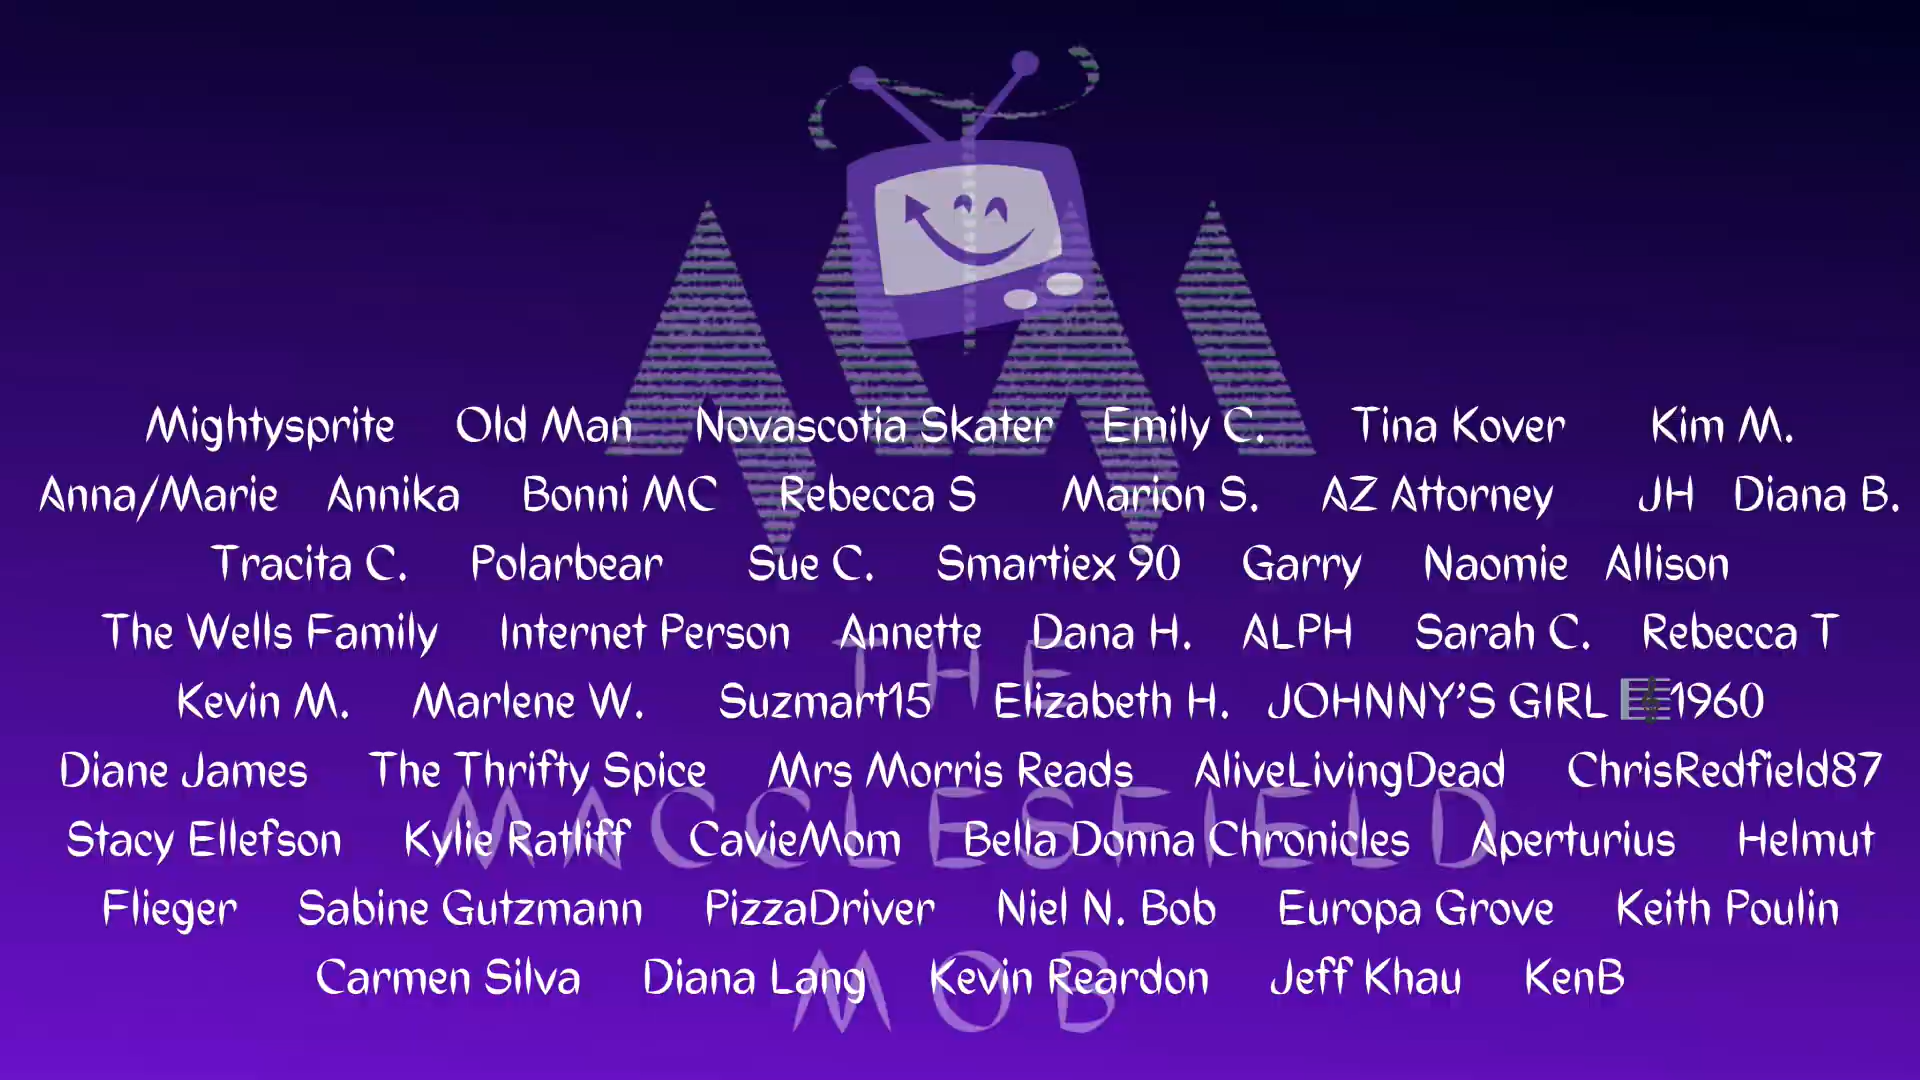 Mightysprite Old Man Novascotia Skater Emily C. Tina Kover Kim M.
Anna/Marie Annika Bonni MC Rebecca S Marion S. AZ Attorney JH Diana B.
Tracita C. Polarbear Sue C. Smartiex 90 Garry Naomie Allison
The Wells Family Internet Person Annette Dana H. ALPH Sarah C. Rebecca T
THE
Kevin M. Marlene W. Suzmart15 Elizabeth H. JOHNNY'S GIRL 🎼1960
Diane James The Thrifty Spice Mrs Morris Reads AliveLivingDead ChrisRedfield87
MACCLESFIELD
Stacy Ellefson Kylie Ratliff CavieMom Bella Donna Chronicles Aperturius Helmut
Flieger Sabine Gutzmann PizzaDriver Niel N. Bob Europa Grove Keith Poulin
Carmen Silva Diana Lang Kevin Reardon Jeff Khau KenB
MOB